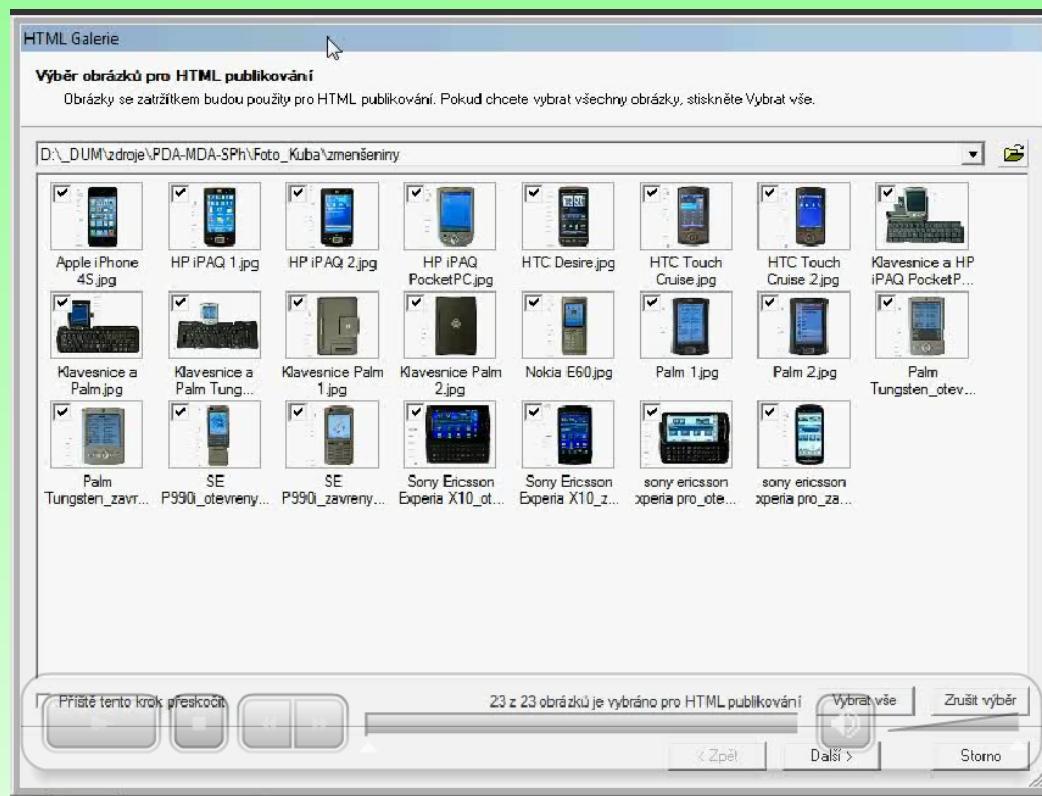 HTML Galerie
Výběr obrázků pro HTML publikování
Obrázky se zatržítkem budou použity pro HTML publikování. Pokud chcete vybrat všechny obrázky, stiskněte Vybrat vše.
D:\_DUM\zdroje\PDA-MDA-SPh\Foto_Kuba\zmenšeniny
Apple iPhone 4S.jpg
HP iPAQ 1.jpg
HP iPAQ 2.jpg
HP iPAQ PocketPC.jpg
HTC Desire.jpg
HTC Touch Cruise.jpg
HTC Touch Cruise 2.jpg
Klavesnice a HP iPAQ PocketP...
Klavesnice a Palm.jpg
Klavesnice a Palm Tung...
Klavesnice Palm 1.jpg
Klavesnice Palm 2.jpg
Nokia E60.jpg
Palm 1.jpg
Palm 2.jpg
Palm Tungsten_otev...
Palm Tungsten_zavr...
SE P990i_otevreny...
SE P990i_zavreny...
Sony Ericsson Experia X10_ot...
Sony Ericsson Experia X10_z...
sony ericsson xperia pro_ote...
sony ericsson xperia pro_za...
Příště tento krok přeskočit
23 z 23 obrázků je vybráno pro HTML publikování
Vybrat vše
Zrušit výběr
< Zpět
Další >
Storno